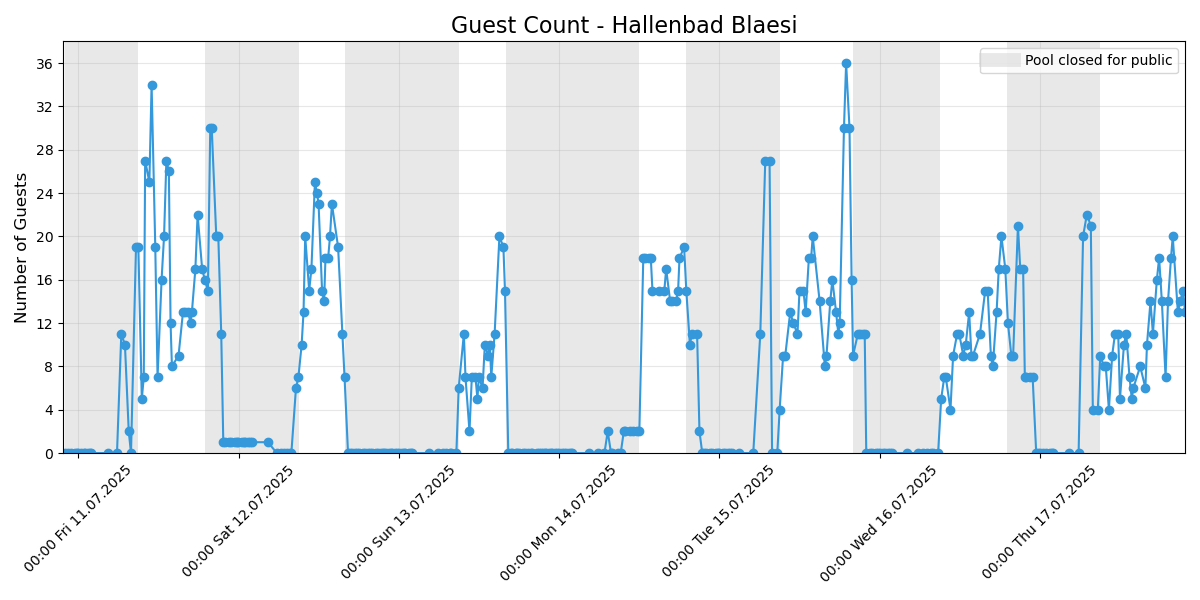 Guest Count - Hallenbad Blaesi
Pool closed for public
Number of Guests
36
32
28
24
20
16
12
8
4
0
00:00 Fri 11.07.2025
00:00 Sat 12.07.2025
00:00 Sun 13.07.2025
00:00 Mon 14.07.2025
00:00 Tue 15.07.2025
00:00 Wed 16.07.2025
00:00 Thu 17.07.2025